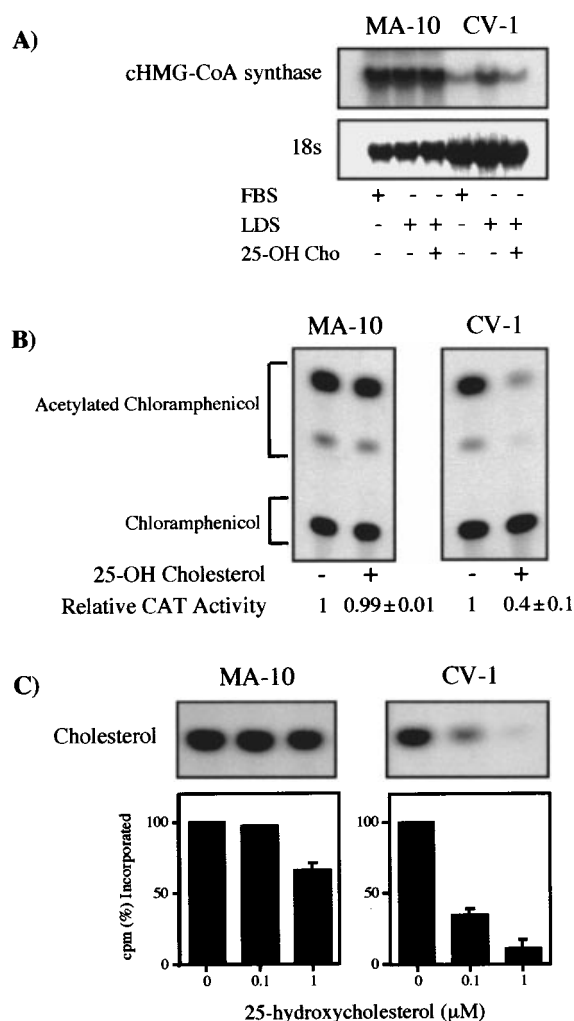 A)
MA-10 CV-1
cHMG-CoA synthase
18s
FBS + - - + - -
LDS - + + - + +
25-OH Cho - - + - - +
B)
MA-10 CV-1
Acetylated Chloramphenicol
Chloramphenicol
25-OH Cholesterol - + - +
Relative CAT Activity 1 0.99±0.01 1 0.4±0.1
C)
MA-10 CV-1
Cholesterol
cpm (%) Incorporated
100 100
50 50
0 0
0 0.1 1 0 0.1 1
25-hydroxycholesterol (µM)